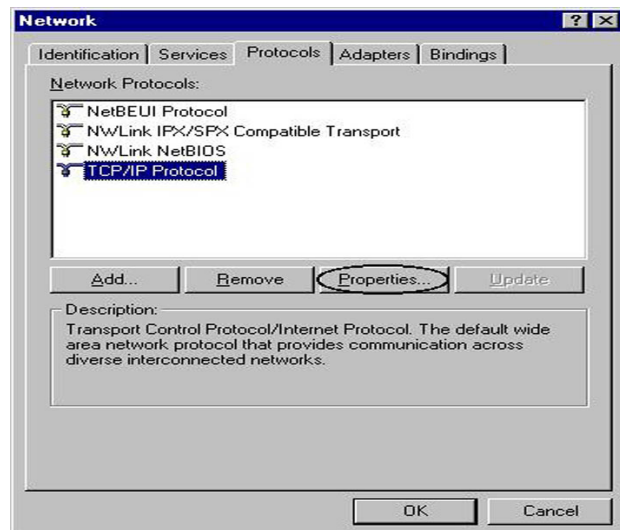 Network
Identification Services Protocols Adapters Bindings
Network Protocols:
NetBEUI Protocol
NWLink IPX/SPX Compatible Transport
NWLink NetBIOS
TCP/IP Protocol
Add... Remove Properties... Update
Description:
Transport Control Protocol/Internet Protocol. The default wide
area network protocol that provides communication across
diverse interconnected networks.
OK Cancel